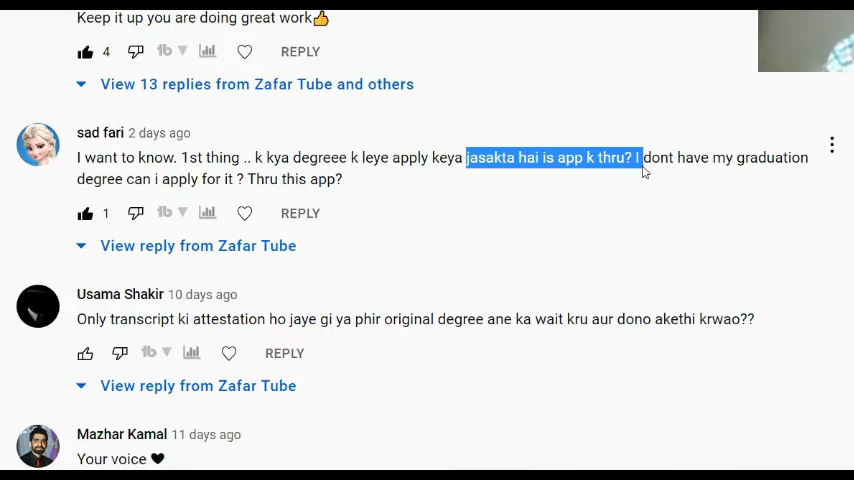 Keep it up you are doing great work👍
4 REPLY
View 13 replies from Zafar Tube and others
sad fari 2 days ago
I want to know. 1st thing .. k kya degreee k leye apply keya jasakta hai is app k thru? I dont have my graduation
degree can i apply for it ? Thru this app?
1 REPLY
View reply from Zafar Tube
Usama Shakir 10 days ago
Only transcript ki attestation ho jaye gi ya phir original degree ane ka wait kru aur dono akethi krwao??
REPLY
View reply from Zafar Tube
Mazhar Kamal 11 days ago
Your voice 🖤